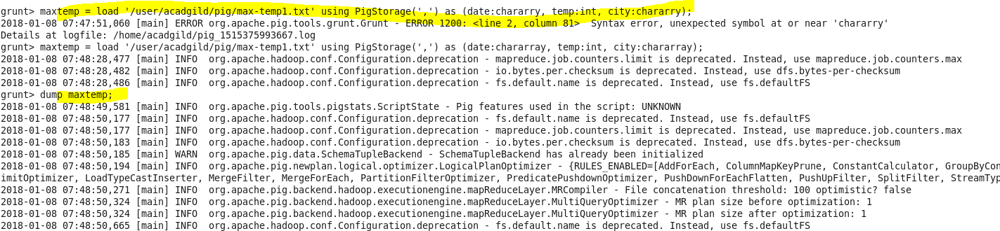 grunt> maxtemp = load '/user/acadgild/pig/max-temp1.txt' using PigStorage(',') as (date:chararry, temp:int, city:chararry);
2018-01-08 07:47:51,060 [main] ERROR org.apache.pig.tools.grunt.Grunt - ERROR 1200: <line 2, column 81>  Syntax error, unexpected symbol at or near 'chararry'
Details at logfile: /home/acadgild/pig_1515375993667.log
grunt> maxtemp = load '/user/acadgild/pig/max-temp1.txt' using PigStorage(',') as (date:chararray, temp:int, city:chararray);
2018-01-08 07:48:28,477 [main] INFO  org.apache.hadoop.conf.Configuration.deprecation - mapreduce.job.counters.limit is deprecated. Instead, use mapreduce.job.counters.max
2018-01-08 07:48:28,482 [main] INFO  org.apache.hadoop.conf.Configuration.deprecation - io.bytes.per.checksum is deprecated. Instead, use dfs.bytes-per-checksum
2018-01-08 07:48:28,486 [main] INFO  org.apache.hadoop.conf.Configuration.deprecation - fs.default.name is deprecated. Instead, use fs.defaultFS
grunt> dump maxtemp;
2018-01-08 07:48:49,581 [main] INFO  org.apache.pig.tools.pigstats.ScriptState - Pig features used in the script: UNKNOWN
2018-01-08 07:48:50,177 [main] INFO  org.apache.hadoop.conf.Configuration.deprecation - fs.default.name is deprecated. Instead, use fs.defaultFS
2018-01-08 07:48:50,177 [main] INFO  org.apache.hadoop.conf.Configuration.deprecation - mapreduce.job.counters.limit is deprecated. Instead, use mapreduce.job.counters.max
2018-01-08 07:48:50,183 [main] INFO  org.apache.hadoop.conf.Configuration.deprecation - io.bytes.per.checksum is deprecated. Instead, use dfs.bytes-per-checksum
2018-01-08 07:48:50,185 [main] WARN  org.apache.pig.data.SchemaTupleBackend - SchemaTupleBackend has already been initialized
2018-01-08 07:48:50,194 [main] INFO  org.apache.pig.newplan.logical.optimizer.LogicalPlanOptimizer - {RULES_ENABLED=[AddForEach, ColumnMapKeyPrune, ConstantCalculator, GroupByCon
imitOptimizer, LoadTypeCastInserter, MergeFilter, MergeForEach, PartitionFilterOptimizer, PredicatePushdownOptimizer, PushDownForEachFlatten, PushUpFilter, SplitFilter, StreamTyp
2018-01-08 07:48:50,271 [main] INFO  org.apache.pig.backend.hadoop.executionengine.mapReduceLayer.MRCompiler - File concatenation threshold: 100 optimistic? false
2018-01-08 07:48:50,324 [main] INFO  org.apache.pig.backend.hadoop.executionengine.mapReduceLayer.MultiQueryOptimizer - MR plan size before optimization: 1
2018-01-08 07:48:50,324 [main] INFO  org.apache.pig.backend.hadoop.executionengine.mapReduceLayer.MultiQueryOptimizer - MR plan size after optimization: 1
2018-01-08 07:48:50,665 [main] INFO  org.apache.hadoop.conf.Configuration.deprecation - fs.default.name is deprecated. Instead, use fs.defaultFS